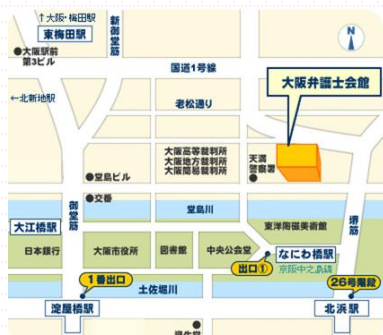 ↑大阪・梅田駅
東梅田駅
新御堂筋
N
●大阪駅前
第3ビル
国道1号線
大阪弁護士会館
←北新地駅
老松通り
大阪高等裁判所
大阪地方裁判所
大阪簡易裁判所
天満
警察署
●堂島ビル
●交番
御堂筋
堂島川
東洋陶磁美術館
堺筋
大江橋駅
日本銀行
大阪市役所
図書館
中央公会堂
なにわ橋駅
出口①
京阪中之島線
1番出口
土佐堀川
26号階段
淀屋橋駅
北浜駅